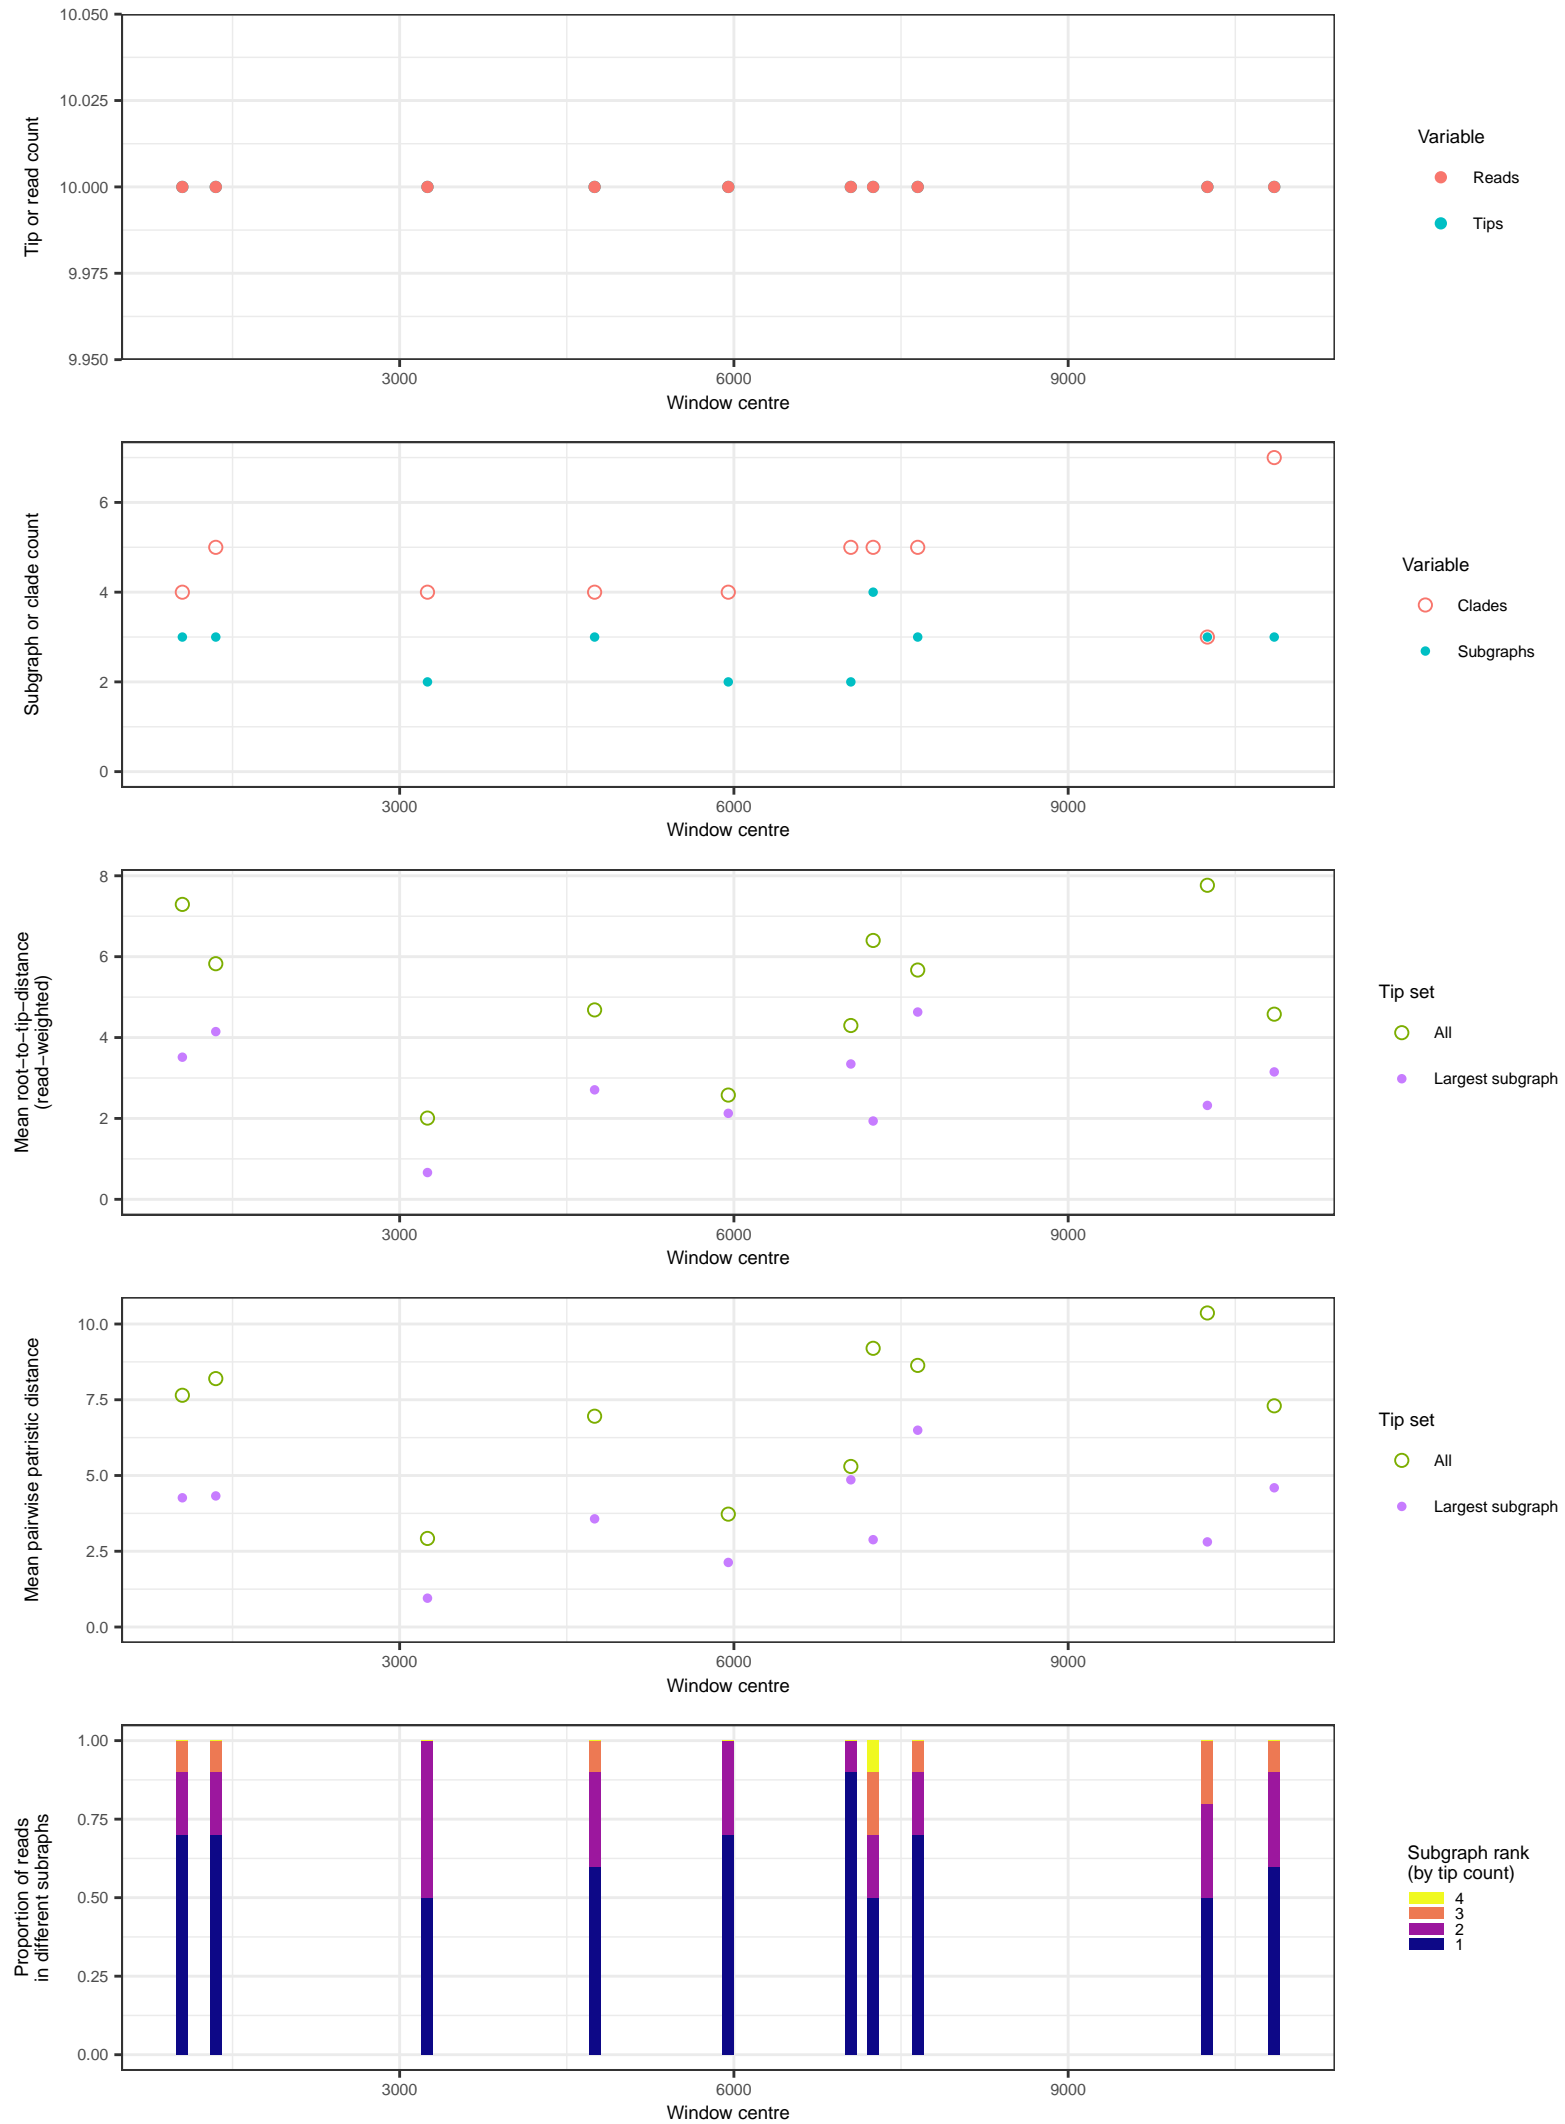 10.050
10.025
10.000
9.975
9.950
Tip or read count
3000 6000 9000
Window centre
Variable
Reads
Tips
6
4
2
0
Subgraph or clade count
3000 6000 9000
Window centre
Variable
Clades
Subgraphs
8
6
4
2
0
Mean root−to−tip−distance
(read−weighted)
3000 6000 9000
Window centre
Tip set
All
Largest subgraph
10.0
7.5
5.0
2.5
0.0
Mean pairwise patristic distance
3000 6000 9000
Window centre
Tip set
All
Largest subgraph
1.00
0.75
0.50
0.25
0.00
Proportion of reads
in different subraphs
3000 6000 9000
Window centre
Subgraph rank
(by tip count)
4
3
2
1